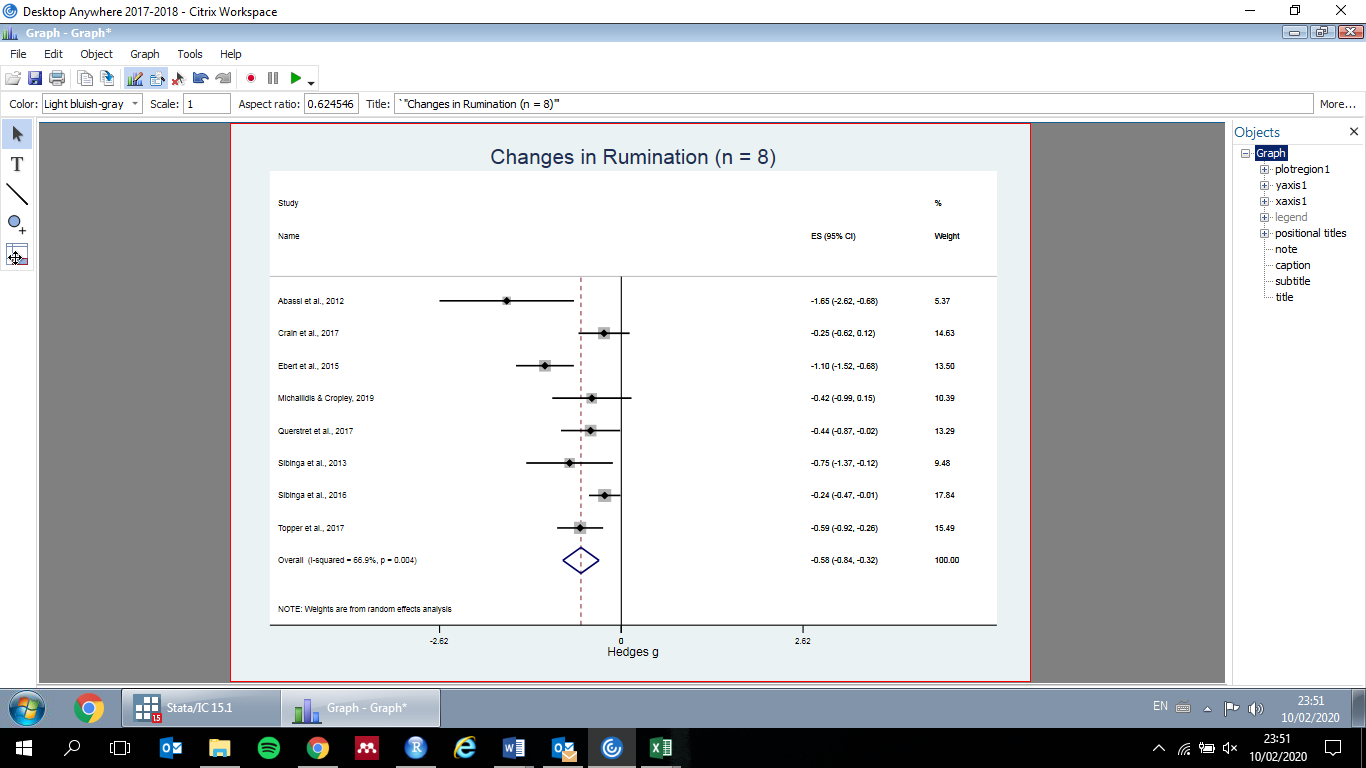 Desktop Anywhere 2017-2018 - Citrix Workspace
Graph - Graph*
File Edit Object Graph Tools Help
Color: Light bluish-gray Scale: 1 Aspect ratio: 0.624546 Title: `"Changes in Rumination (n = 8)"' More...
Objects
Graph
plotregion1
yaxis1
xaxis1
legend
positional titles
note
caption
subtitle
title
T
Changes in Rumination (n = 8)
Study %
Name ES (95% CI) Weight
Abassi et al., 2012 -1.65 (-2.62, -0.68) 5.37
Crain et al., 2017 -0.25 (-0.62, 0.12) 14.63
Ebert et al., 2015 -1.10 (-1.52, -0.68) 13.50
Michailidis & Cropley, 2019 -0.42 (-0.99, 0.15) 10.39
Querstret et al., 2017 -0.44 (-0.87, -0.02) 13.29
Sibinga et al., 2013 -0.75 (-1.37, -0.12) 9.48
Sibinga et al., 2016 -0.24 (-0.47, -0.01) 17.84
Topper et al., 2017 -0.59 (-0.92, -0.26) 15.49
Overall (I-squared = 66.9%, p = 0.004) -0.58 (-0.84, -0.32) 100.00
NOTE: Weights are from random effects analysis
-2.62 0 2.62
Hedges g
15 Stata/IC 15.1 Graph - Graph* EN 23:51
10/02/2020
23:51
10/02/2020